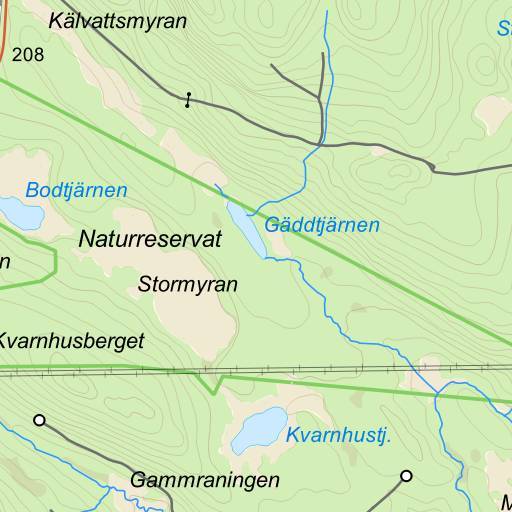 Kälvattsmyran
S
208
Bodtjärnen
Gäddtjärnen
Naturreservat
n
Stormyran
Kvarnhusberget
Kvarnhustj.
Gammraningen
M